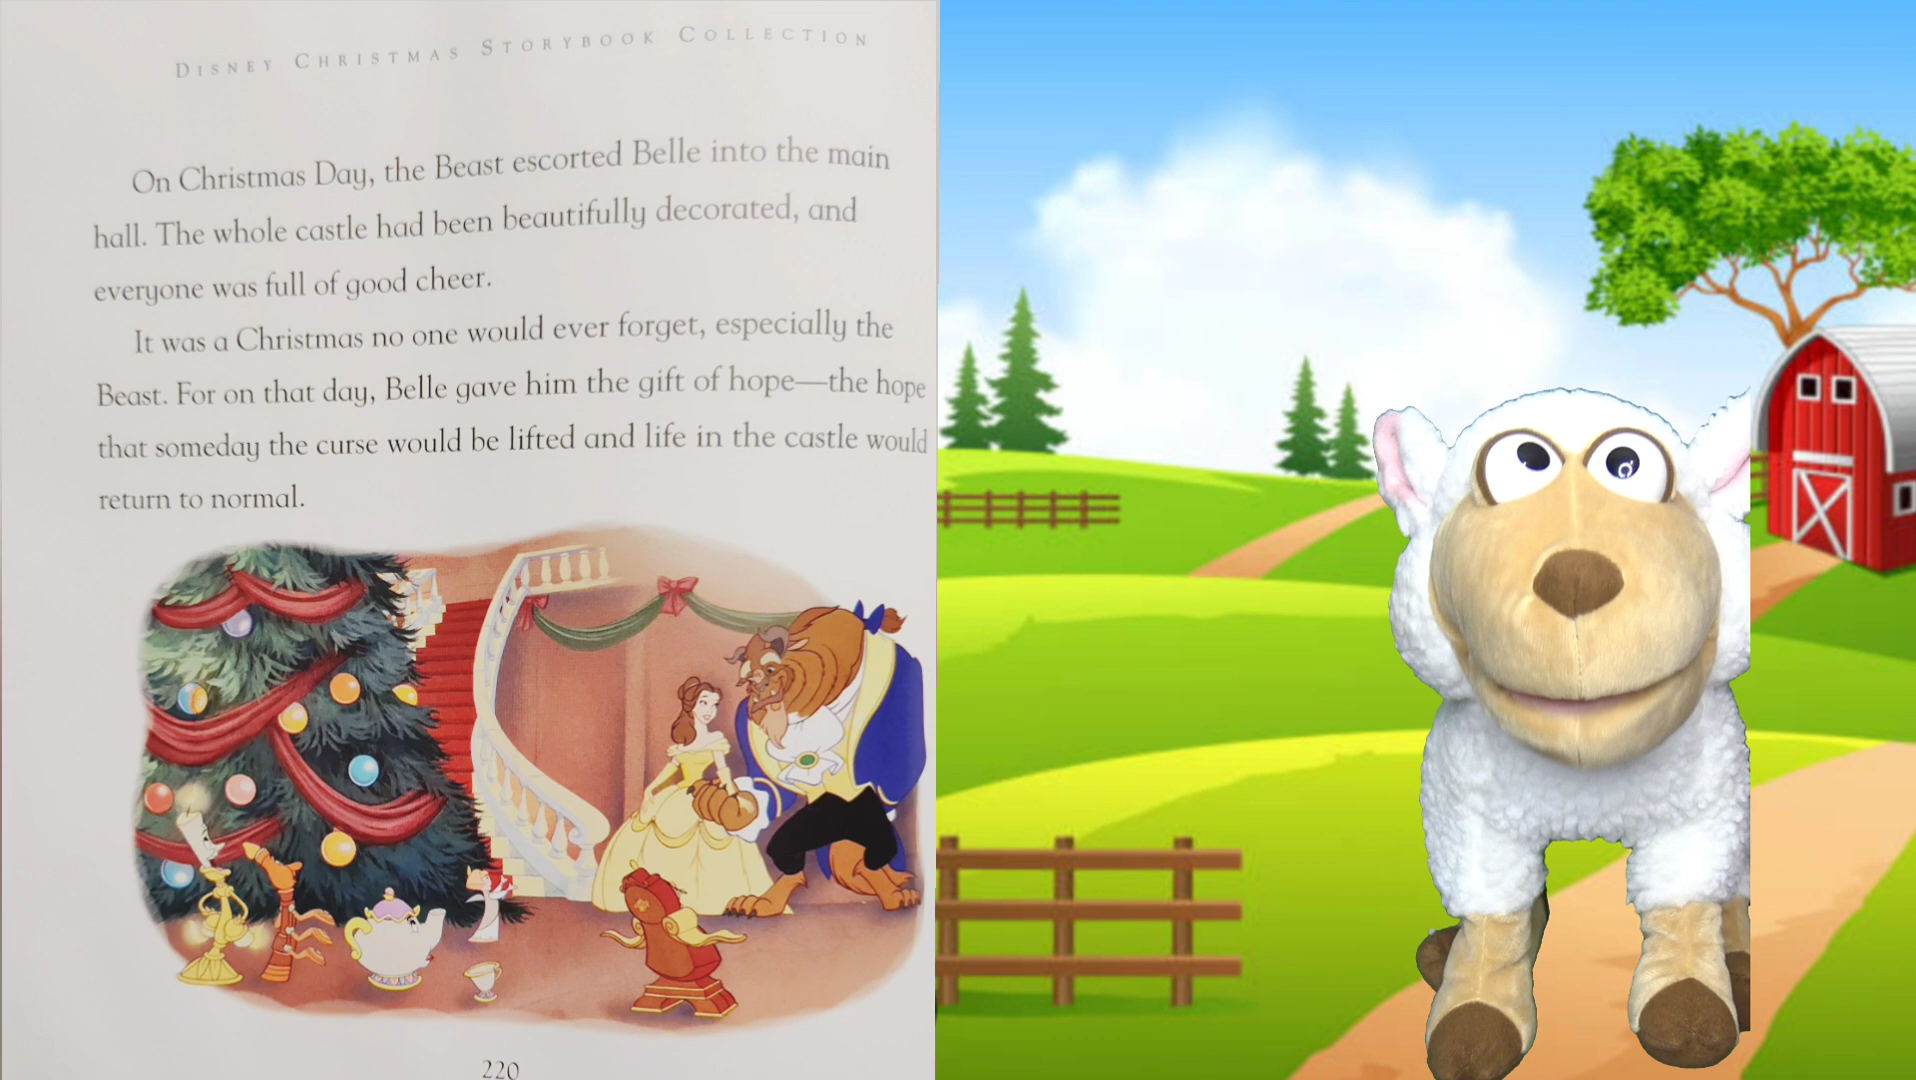 DISNEY CHRISTMAS STORYBOOK COLLECTION
On Christmas Day, the Beast escorted Belle into the main
hall. The whole castle had been beautifully decorated, and
everyone was full of good cheer.
It was a Christmas no one would ever forget, especially the
Beast. For on that day, Belle gave him the gift of hope—the hope
that someday the curse would be lifted and life in the castle would
return to normal.
220